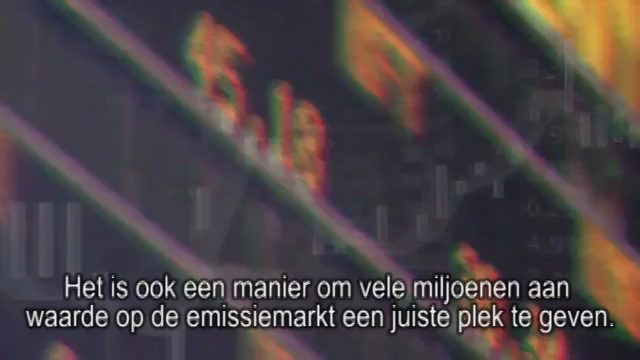 Het is ook een manier om vele miljoenen aan
waarde op de emissiemarkt een juiste plek te geven.